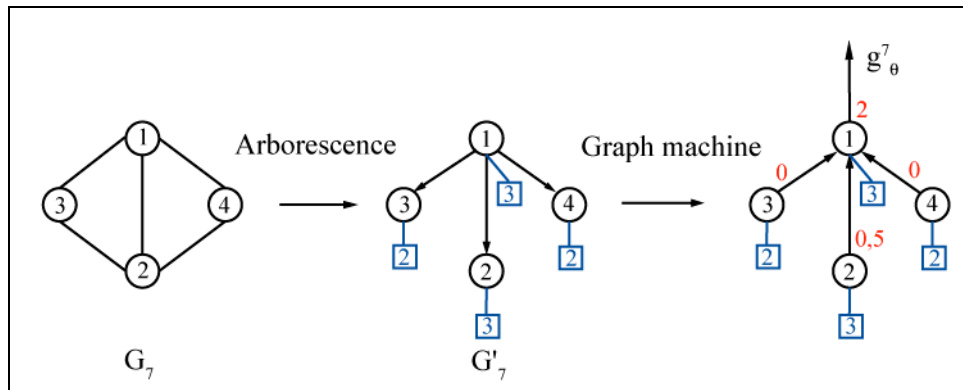 g⁷θ
1 2
1
1
Arborescence Graph machine
0 0
3 4 3 3 4 3 3 4
2 2 2 0,5 2
2 2 2
3 3
G₇ G'₇